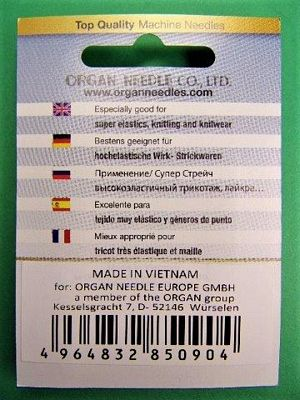 Top Quality Machine Needles
ORGAN NEEDLE CO., LTD.
www.organneedles.com
Especially good for
super elastics, knitting and knitwear
Bestens geeignet für
hochelastische Wirk- Strickwaren
Применение/ Супер Стрейч
высокоэластичный трикотаж, лайкра...
Excelente para
tejido muy elástico y géneros de punto
Mieux approprié pour
tricot très élastique et maille
MADE IN VIETNAM
for: ORGAN NEEDLE EUROPE GMBH
a member of the ORGAN group
Kesselsgracht 7, D- 52146 Würselen
4 964832 850904